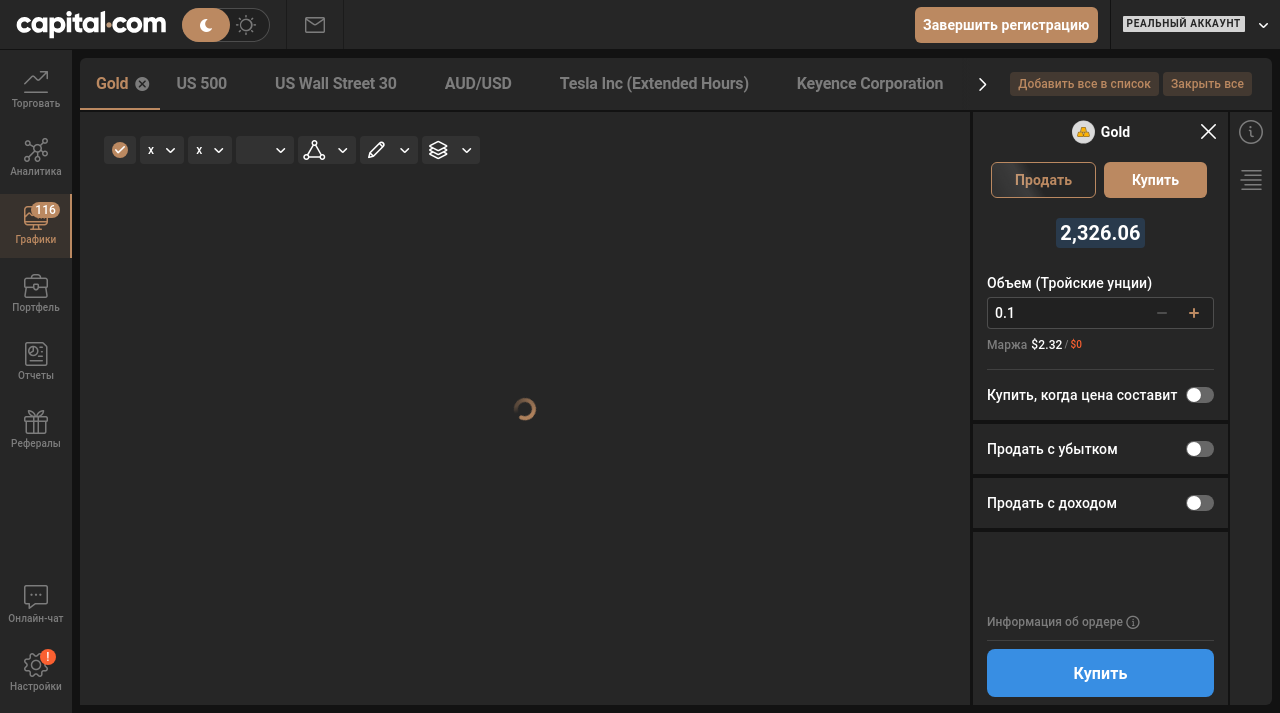 capital.com
Завершить регистрацию
РЕАЛЬНЫЙ АККАУНТ
Торговать
Аналитика
116
Графики
Портфель
Отчеты
Рефералы
Онлайн-чат
!
Настройки
Gold
US 500
US Wall Street 30
AUD/USD
Tesla Inc (Extended Hours)
Keyence Corporation
Добавить все в список
Закрыть все
x
x
Gold
Продать
Купить
2,326.06
Объем (Тройские унции)
0.1
Маржа $2.32 / $0
Купить, когда цена составит
Продать с убытком
Продать с доходом
Информация об ордере
Купить